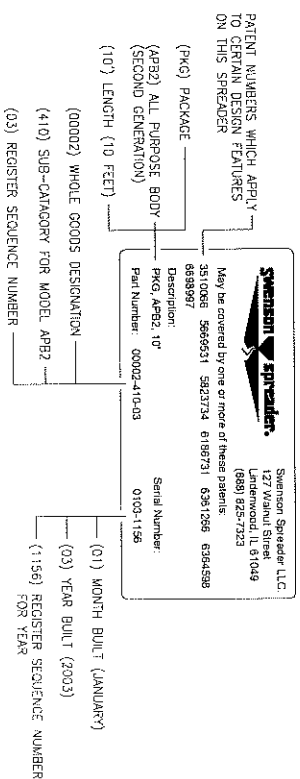 PATENT NUMBERS WHICH APPLY
TO CERTAIN DESIGN FEATURES
ON THIS SPREADER
(PKG) PACKAGE
(APB2) ALL PURPOSE BODY
(SECOND GENERATION)
(10') LENGTH (10 FEET)
(00002) WHOLE GOODS DESIGNATION
(410) SUB-CATAGORY FOR MODEL APB2
(03) REGISTER SEQUENCE NUMBER
swenson spreader.
Swenson Spreader LLC.
127 Walnut Street
Lindenwood, IL 61049
(888) 825-7323
May be covered by one or more of these patents:
3510066 5669531 5823734 6186731 6361266 6364598
6698997
Description:
PKG, APB2, 10'
Part Number: 00002-410-03
Serial Number:
0103-1156
(01) MONTH BUILT (JANUARY)
(03) YEAR BUILT (2003)
(1156) REGISTER SEQUENCE NUMBER
FOR YEAR